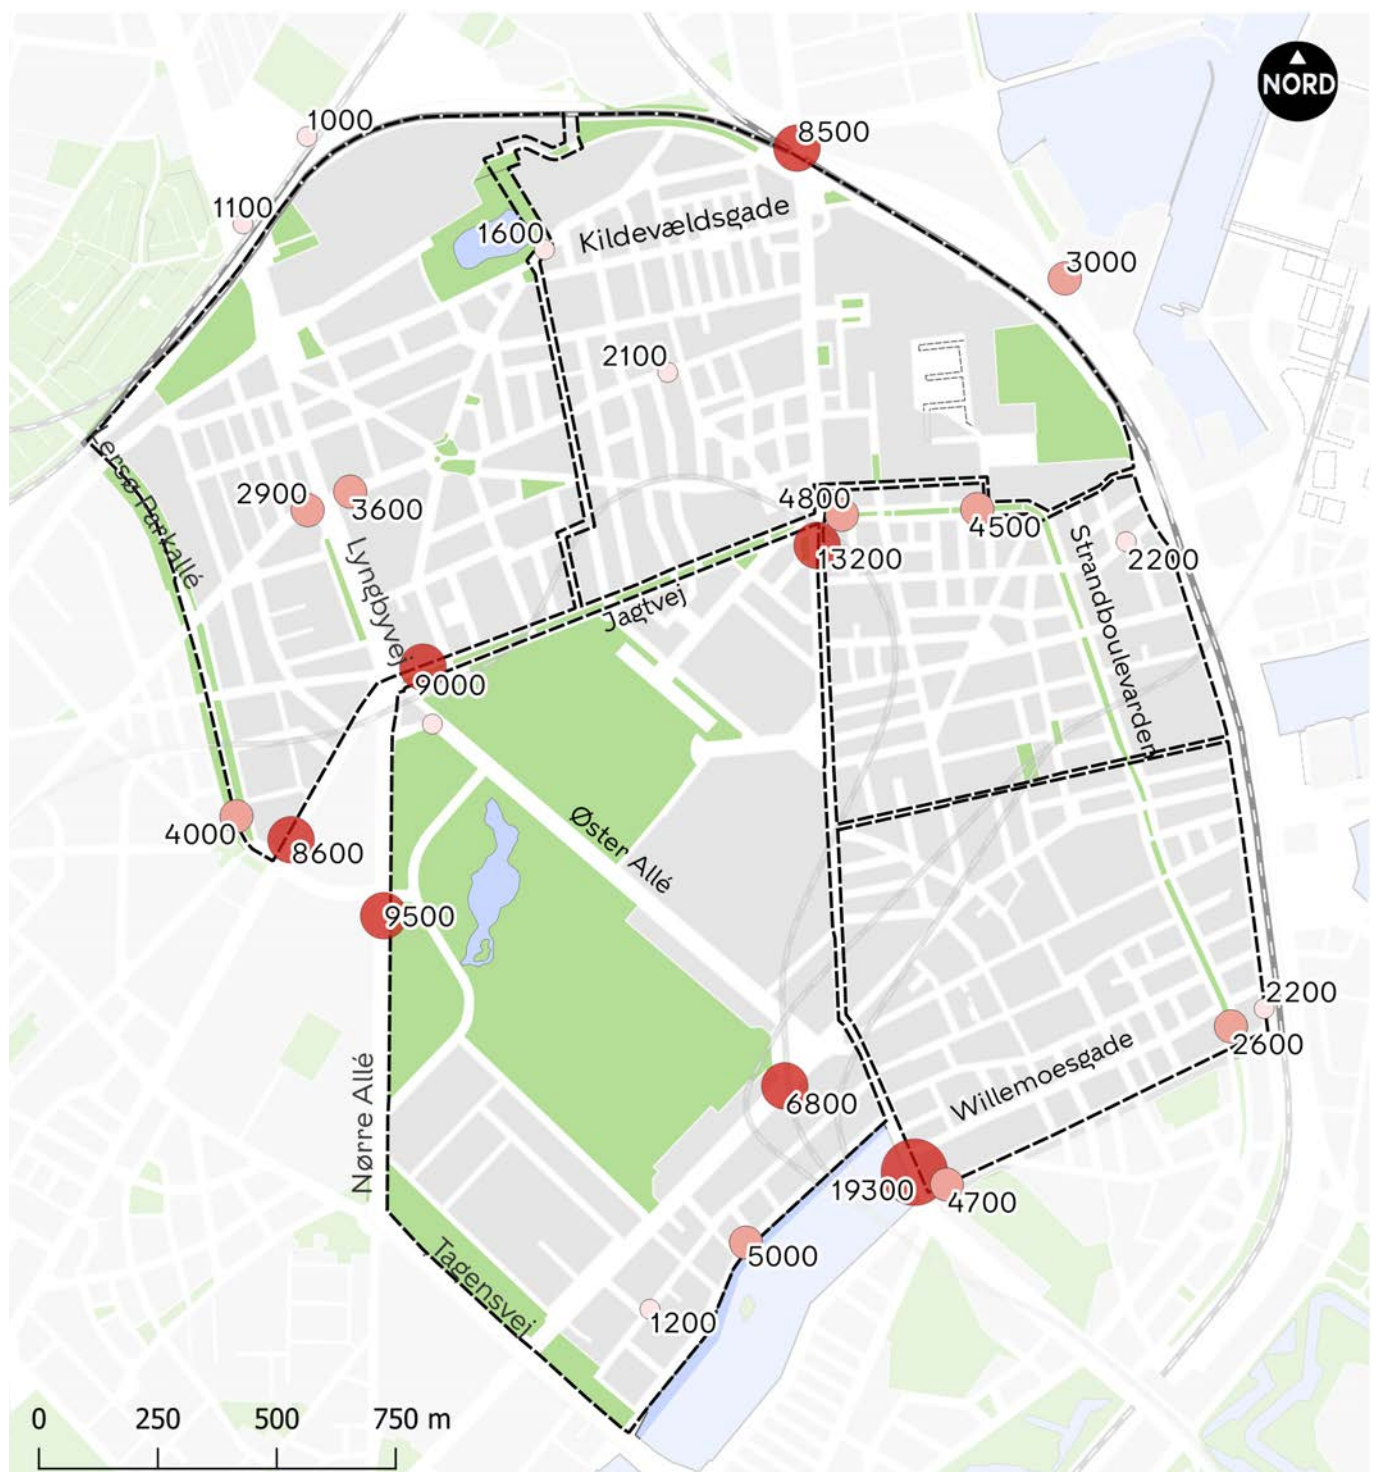 NORD
1000
8500
1100
Kildevældsgade
1600
3000
2100
Lersø Parkallé
2900
3600
4800
4500
Lyngbyvej
13200
Strandboulevarden
2200
Jagtvej
9000
4000
8600
Øster Allé
9500
2200
2600
Nørre Allé
Willemoesgade
6800
19300
4700
5000
Tagensvej
1200
0 250 500 750 m